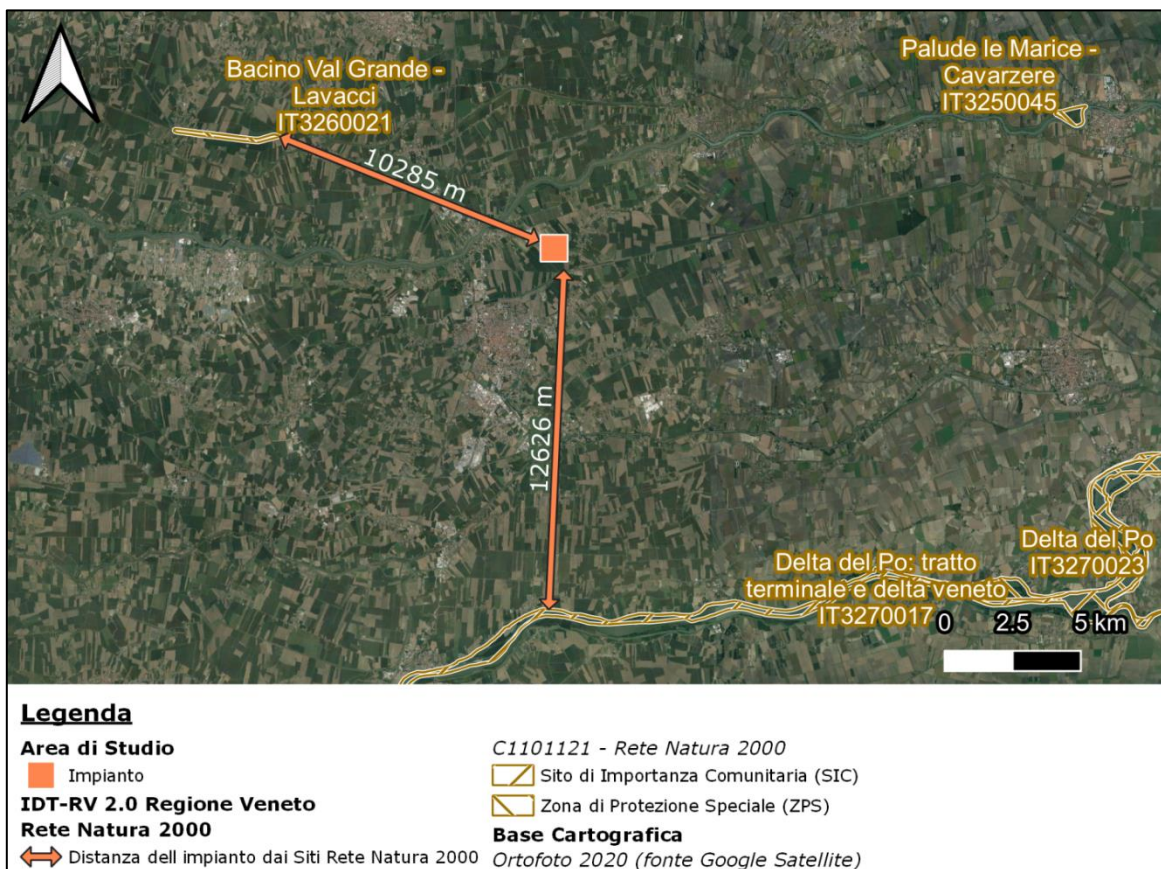 Bacino Val Grande -
Lavacci
IT3260021
Palude le Marice -
Cavarzere
IT3250045
10285 m
12626 m
Delta del Po: tratto
terminale e delta veneto
IT3270017
Delta del Po
IT3270023
0 2.5 5 km
Legenda
Area di Studio
Impianto
IDT-RV 2.0 Regione Veneto
Rete Natura 2000
Distanza dell impianto dai Siti Rete Natura 2000
C1101121 - Rete Natura 2000
Sito di Importanza Comunitaria (SIC)
Zona di Protezione Speciale (ZPS)
Base Cartografica
Ortofoto 2020 (fonte Google Satellite)